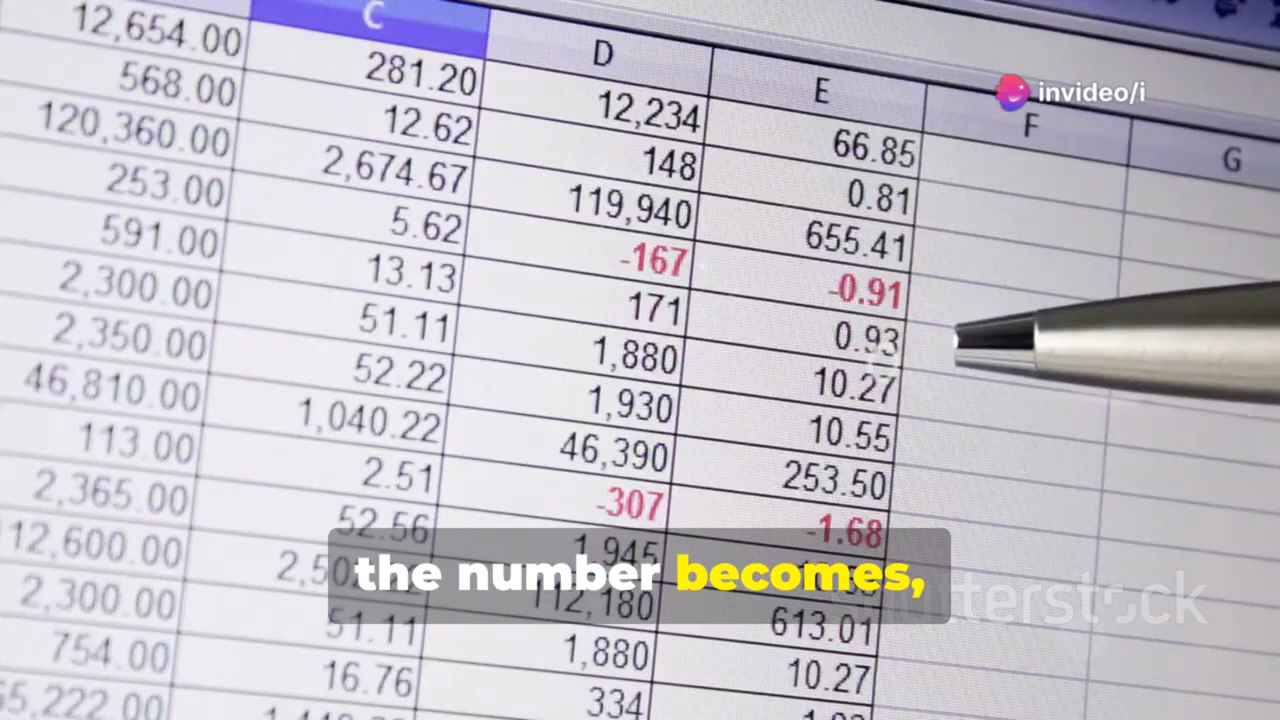 invideo/i
C D E F G
12,654.00 281.20 12,234 66.85
568.00 12.62 148 0.81
120,360.00 2,674.67 119,940 655.41
253.00 5.62 -167 -0.91
591.00 13.13 171 0.93
2,300.00 51.11 1,880 10.27
2,350.00 52.22 1,930 10.55
46,810.00 1,040.22 46,390 253.50
113.00 2.51 -307 -1.68
2,365.00 52.56 1,945
12,600.00 112,180 613.01
2,300.00 51.11 1,880 10.27
754.00 16.76 334
5,222.00
the number becomes,